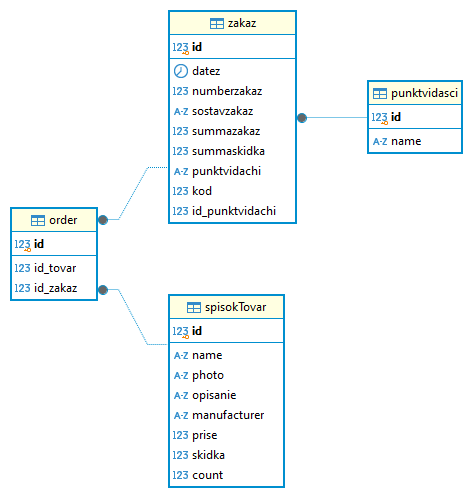 zakaz
123 id
datez
123 numberzakaz
A-Z sostavzakaz
123 summazakaz
123 summaskidka
A-Z punktvidachi
123 kod
123 id_punktvidachi
punktvidasci
123 id
A-Z name
order
123 id
123 id_tovar
123 id_zakaz
spisokTovar
123 id
A-Z name
A-Z photo
A-Z opisanie
A-Z manufacturer
123 prise
123 skidka
123 count